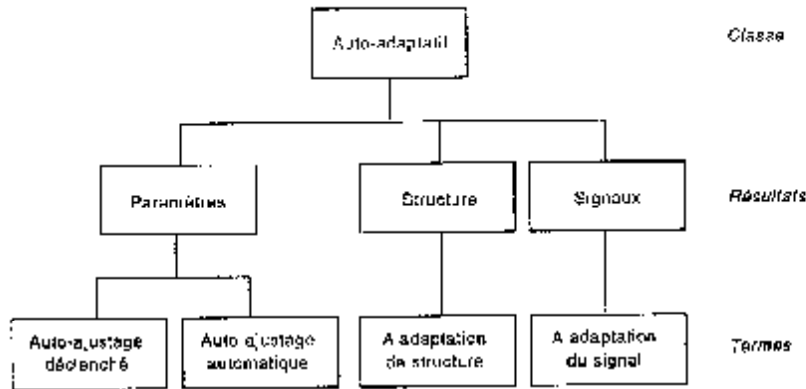 Auto-adaptatif
Classe
Paramètres
Structure
Signaux
Résultats
Auto-ajustage
déclenché
Auto ajustage
automatique
A adaptation
de structure
A adaptation
du signal
Termes